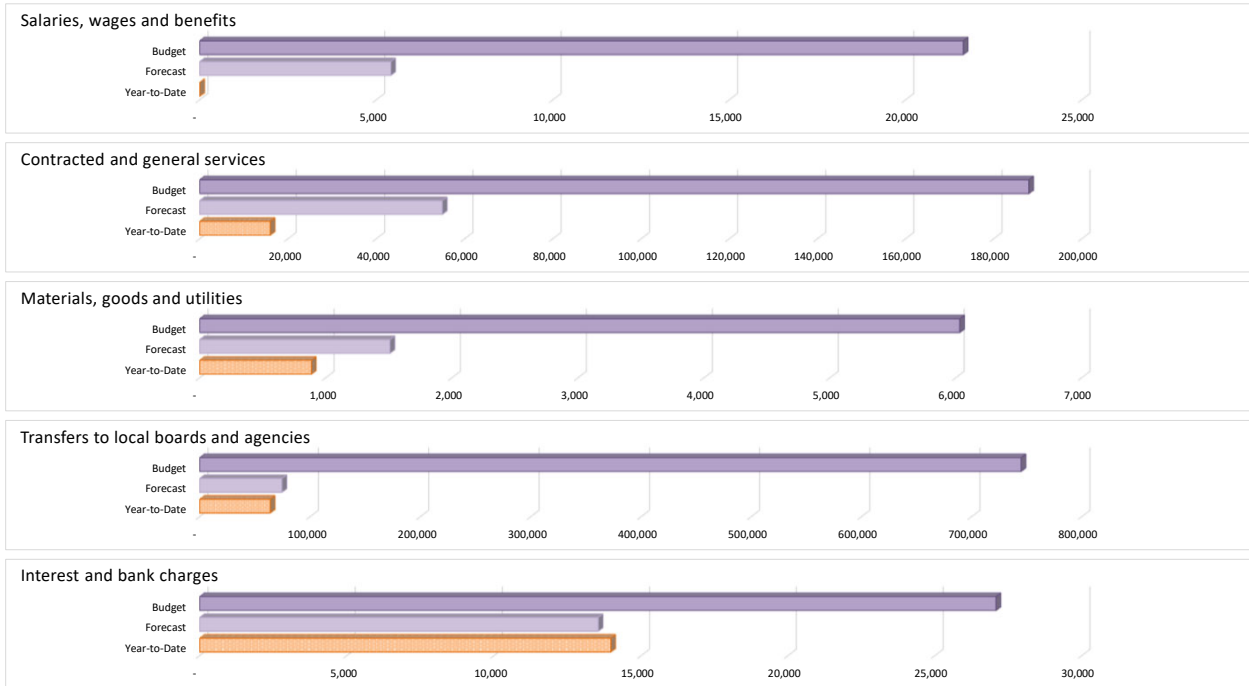 Salaries, wages and benefits
Budget
Forecast
Year-to-Date
- 5,000 10,000 15,000 20,000 25,000
Contracted and general services
Budget
Forecast
Year-to-Date
- 20,000 40,000 60,000 80,000 100,000 120,000 140,000 160,000 180,000 200,000
Materials, goods and utilities
Budget
Forecast
Year-to-Date
- 1,000 2,000 3,000 4,000 5,000 6,000 7,000
Transfers to local boards and agencies
Budget
Forecast
Year-to-Date
- 100,000 200,000 300,000 400,000 500,000 600,000 700,000 800,000
Interest and bank charges
Budget
Forecast
Year-to-Date
- 5,000 10,000 15,000 20,000 25,000 30,000